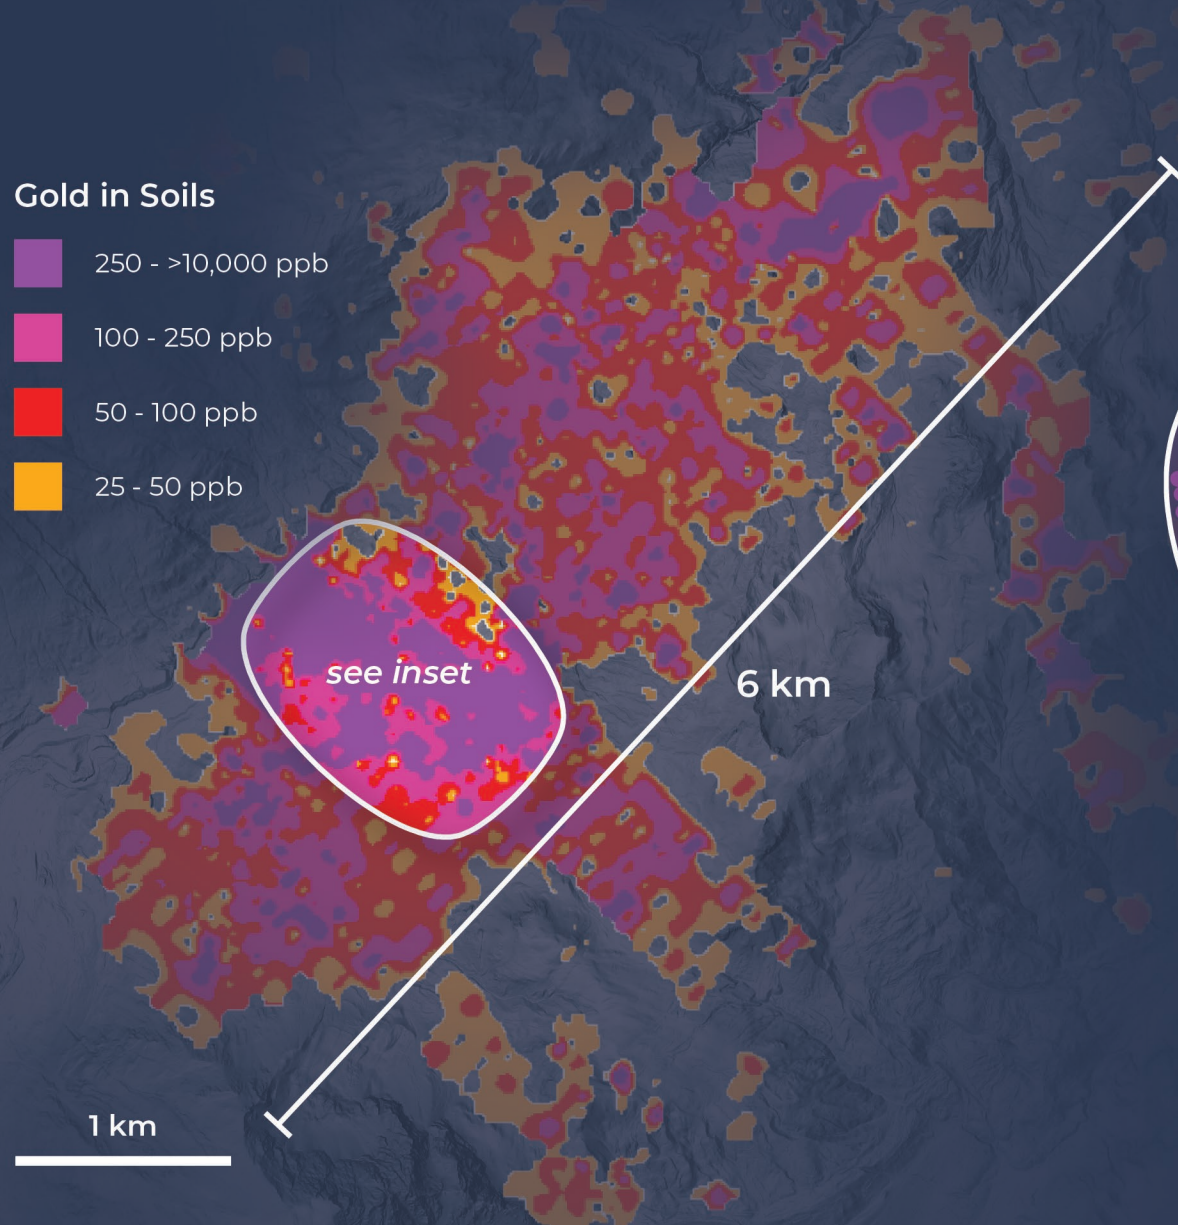 Gold in Soils
250 - >10,000 ppb
100 - 250 ppb
50 - 100 ppb
25 - 50 ppb
see inset
6 km
1 km